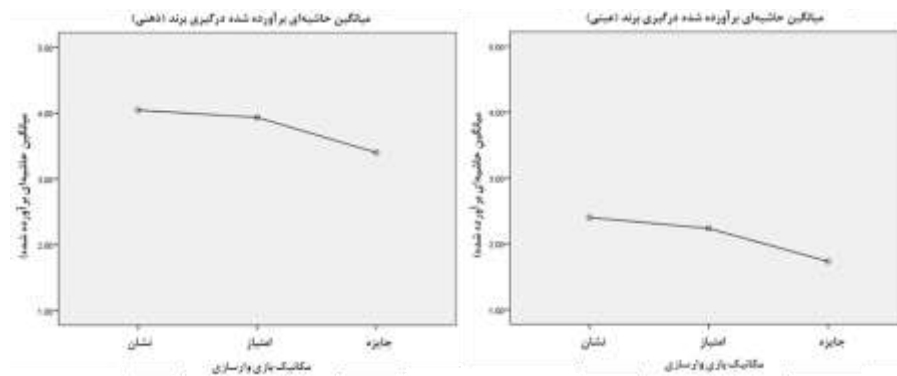 میانگین حاشیه‌ای برآورده شده درگیری برند (ذهنی)
5.00
4.00
3.00
2.00
1.00
میانگین حاشیه‌ای برآورده شده)
نشان
امتیاز
جایزه
مکانیک بازی وارسازی
میانگین حاشیه‌ای برآورده شده درگیری برند (عینی)
5.00
4.00
3.00
2.00
1.00
میانگین حاشیه‌ای برآورده شده)
نشان
امتیاز
جایزه
مکانیک بازی وارسازی